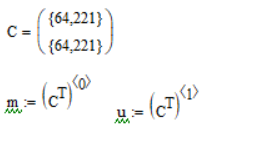 C = ( {64,221}
{64,221} )
m := (C^T)^⟨0⟩ u := (C^T)^⟨1⟩